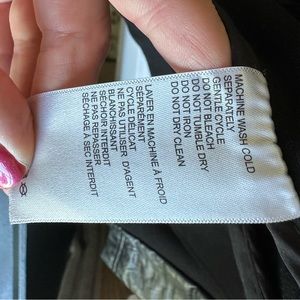 MACHINE WASH COLD
SEPARATELY
GENTLE CYCLE
DO NOT BLEACH
DO NOT TUMBLE DRY
DO NOT IRON
DO NOT DRY CLEAN
LAVER EN MACHINE À FROID
SÉPARÉMENT
CYCLE DÉLICAT
NE PAS UTILISER D'AGENT
BLANCHISSANT
SÉCHOIR INTERDIT
NE PAS REPASSER
SÉCHAGE À SEC INTERDIT